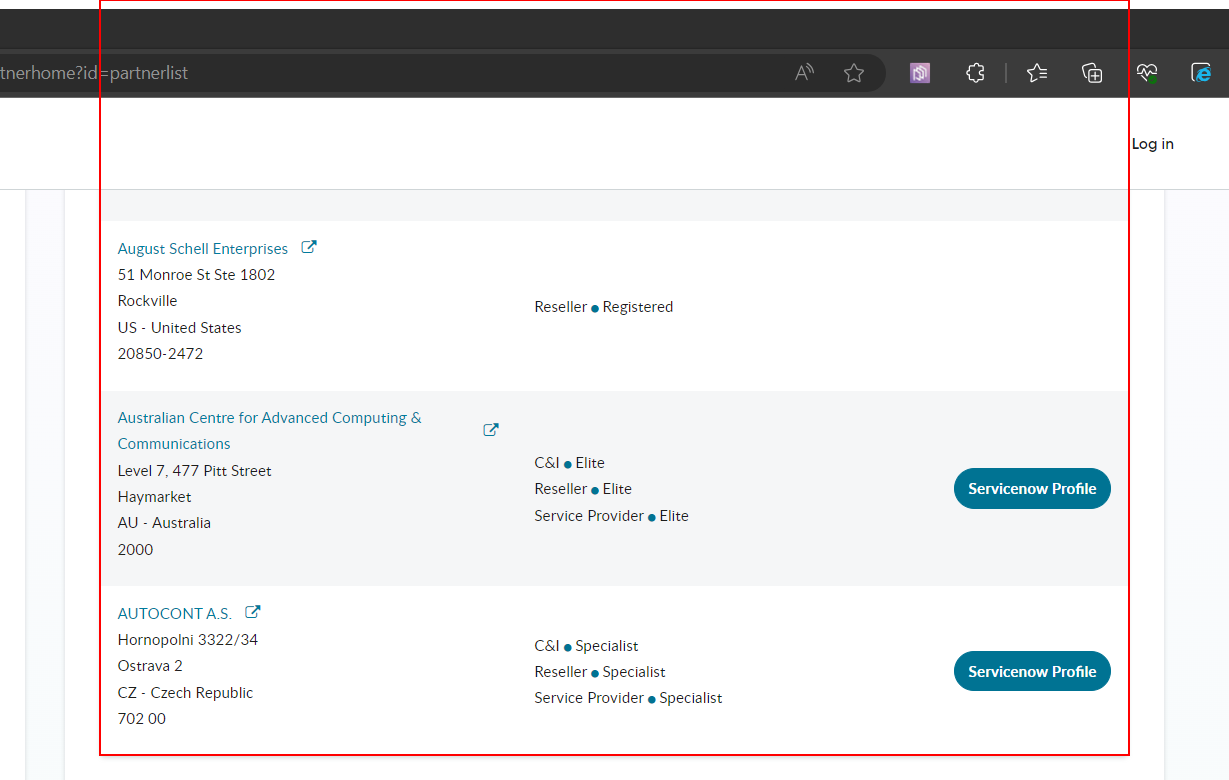 tnerhome?id=partnerlist
Log in
August Schell Enterprises
51 Monroe St Ste 1802
Rockville
US - United States
20850-2472
Reseller ● Registered
Australian Centre for Advanced Computing &
Communications
Level 7, 477 Pitt Street
Haymarket
AU - Australia
2000
C&I ● Elite
Reseller ● Elite
Service Provider ● Elite
Servicenow Profile
AUTOCONT A.S.
Hornopolni 3322/34
Ostrava 2
CZ - Czech Republic
702 00
C&I ● Specialist
Reseller ● Specialist
Service Provider ● Specialist
Servicenow Profile